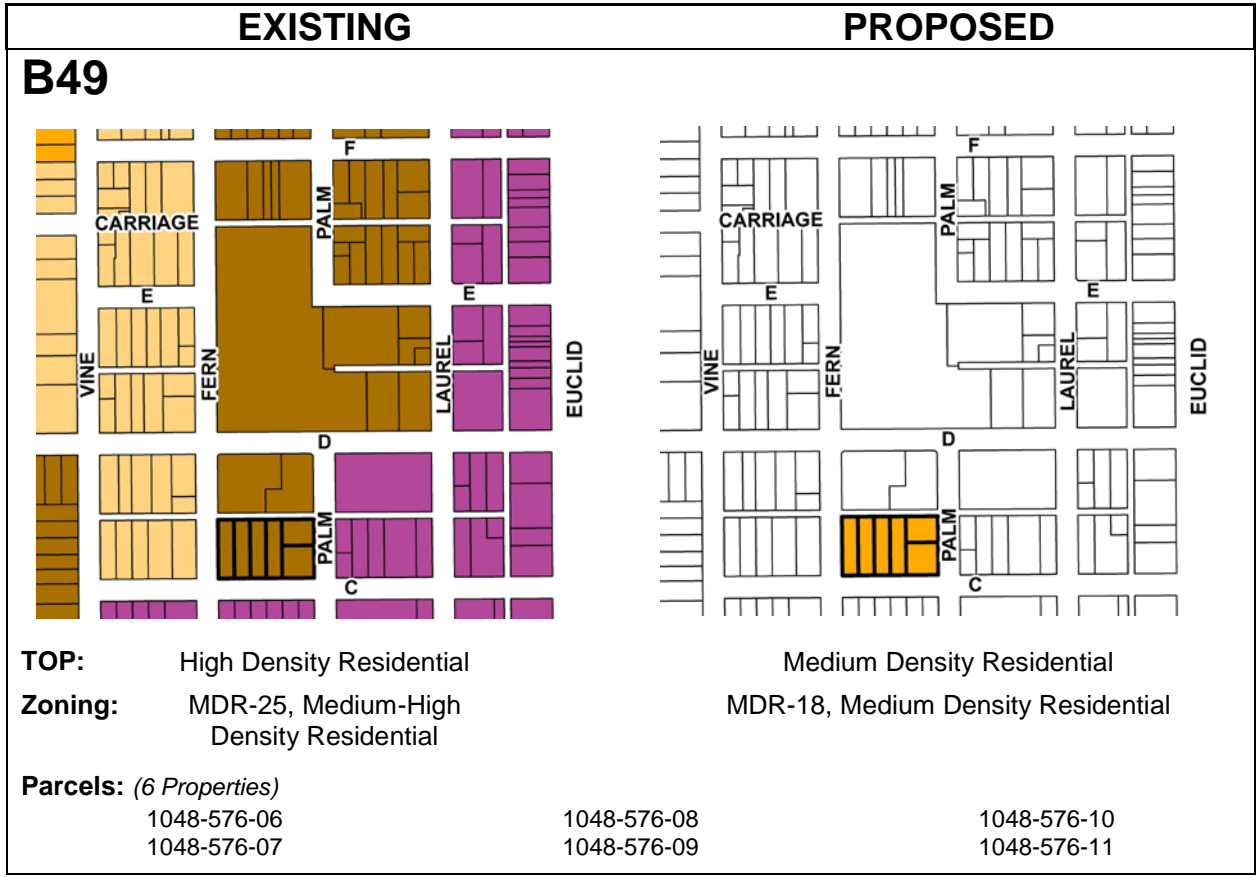 EXISTING PROPOSED
B49
F
CARRIAGE
PALM
E
E
VINE
FERN
LAUREL
EUCLID
D
PALM
C
F
CARRIAGE
PALM
E
E
VINE
FERN
LAUREL
EUCLID
D
PALM
C
TOP: High Density Residential Medium Density Residential
Zoning: MDR-25, Medium-High MDR-18, Medium Density Residential
Density Residential
Parcels: (6 Properties)
1048-576-06 1048-576-08 1048-576-10
1048-576-07 1048-576-09 1048-576-11